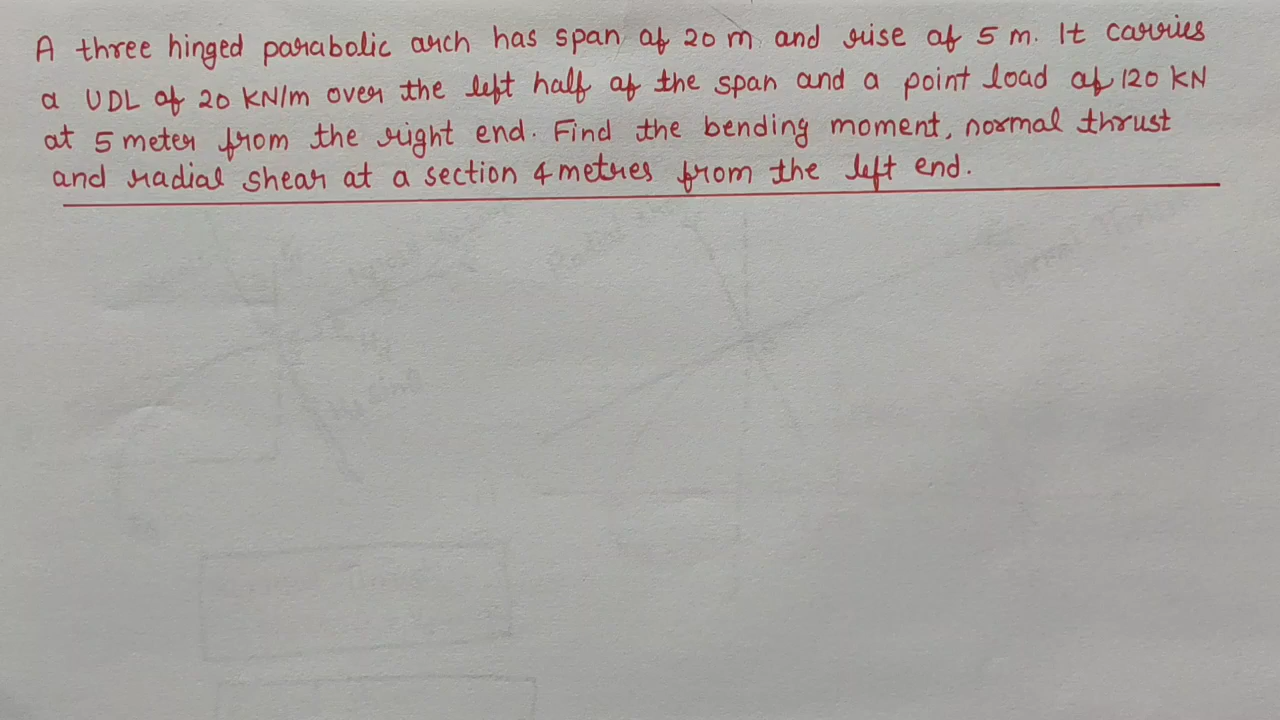 A three hinged parabolic arch has span of 20 m and rise of 5 m. It carries
a UDL of 20 KN/m over the left half of the span and a point load of 120 KN
at 5 meter from the right end. Find the bending moment, normal thrust
and radial shear at a section 4 metres from the left end.